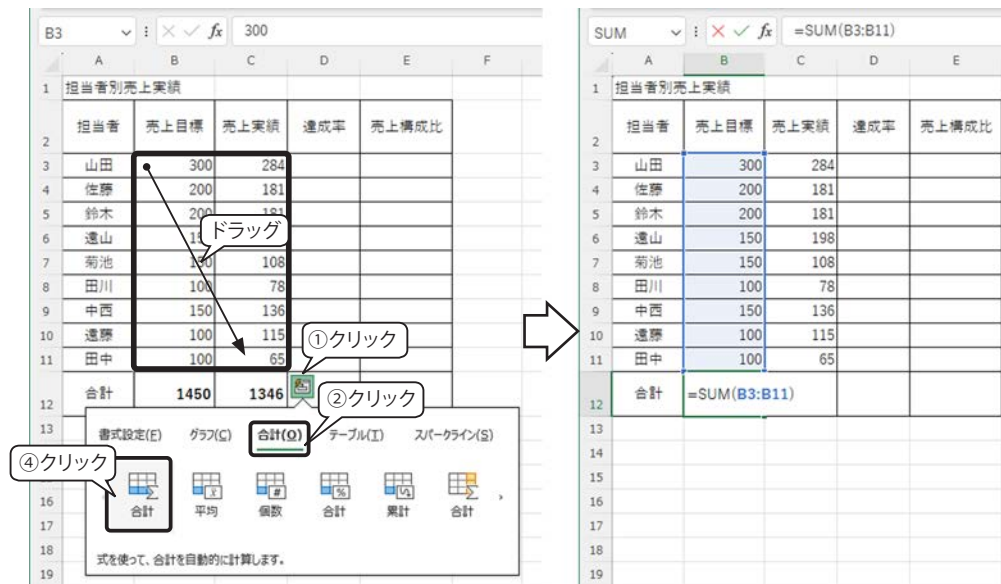 B3 fx 300
A B C D E F
1 担当者別売上実績
2 担当者 売上目標 売上実績 達成率 売上構成比
3 山田 300 284
4 佐藤 200 181
5 鈴木 200 181
ドラッグ
6 遠山
7 菊池 150 108
8 田川 100 78
9 中西 150 136
10 遠藤 100 115
①クリック
11 田中 100 65
12 合計 1450 1346
②クリック
13 書式設定(F) グラフ(C) 合計(O) テーブル(T) スパークライン(S)
④クリック
16 合計 平均 個数 合計 累計 合計
17
18 式を使って、合計を自動的に計算します。
19
SUM fx =SUM(B3:B11)
A B C D E
1 担当者別売上実績
2 担当者 売上目標 売上実績 達成率 売上構成比
3 山田 300 284
4 佐藤 200 181
5 鈴木 200 181
6 遠山 150 198
7 菊池 150 108
8 田川 100 78
9 中西 150 136
10 遠藤 100 115
11 田中 100 65
12 合計 =SUM(B3:B11)
13
14
15
16
17
18
19